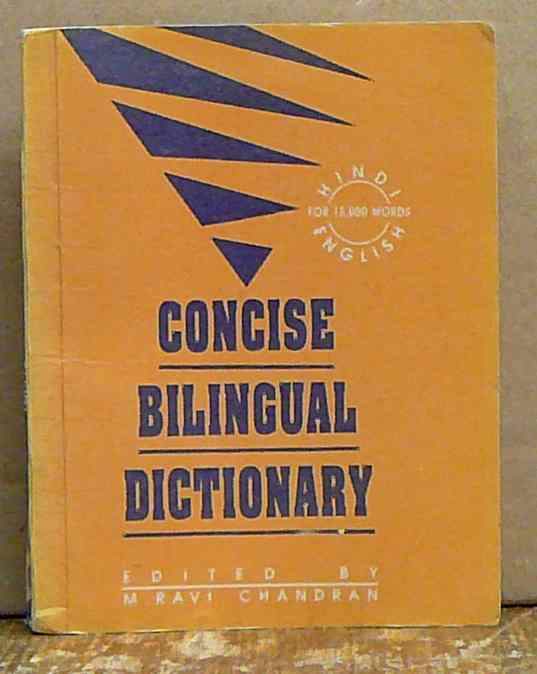 HINDI
FOR 15,000 WORDS
ENGLISH
CONCISE
BILINGUAL
DICTIONARY
EDITED BY
M RAVI CHANDRAN